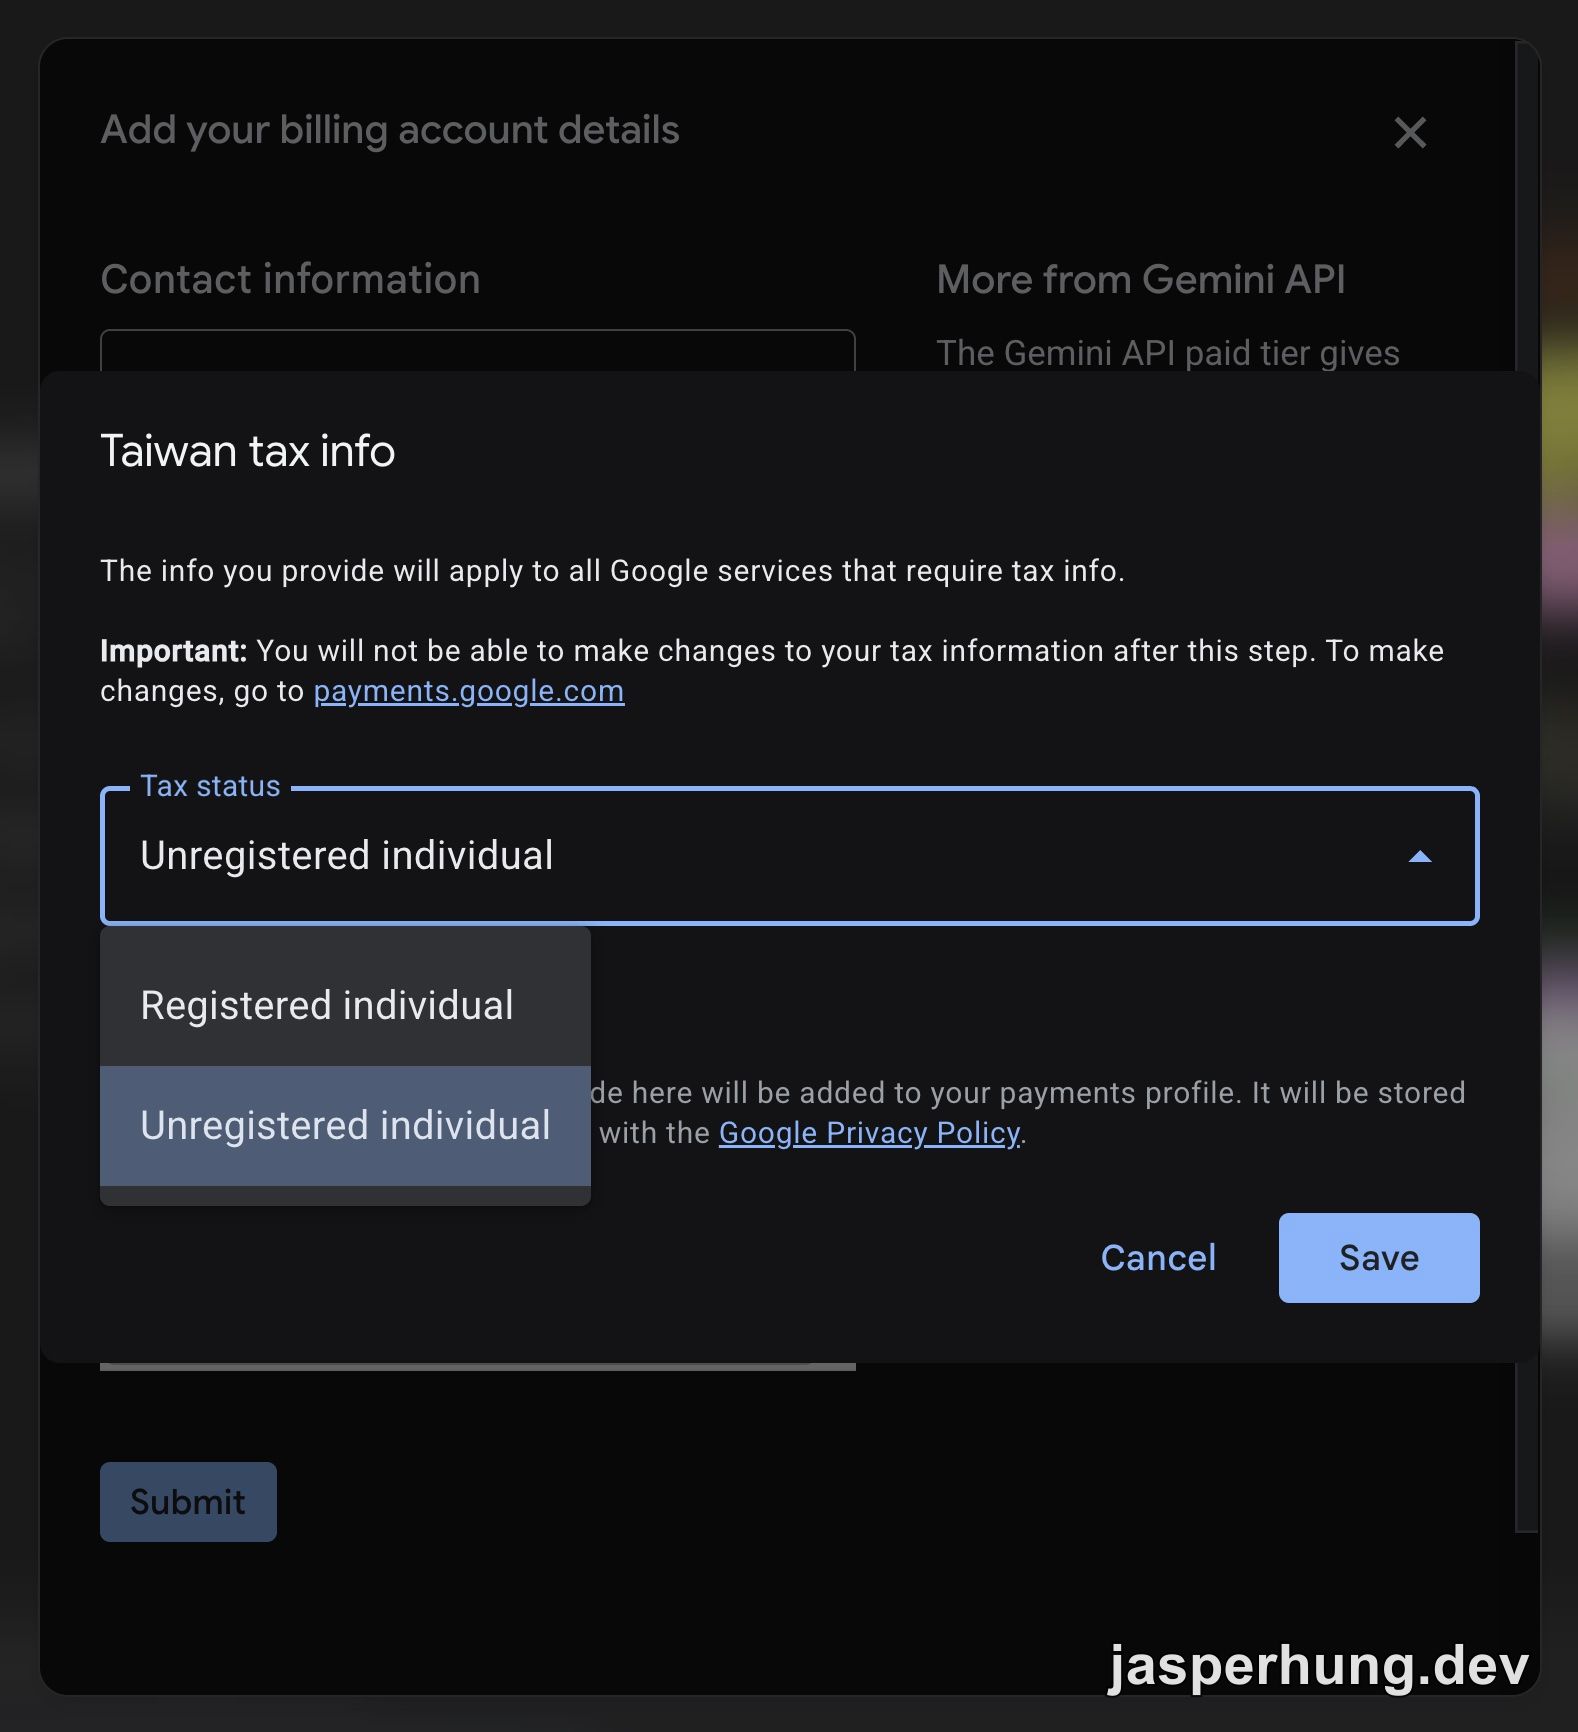 Add your billing account details
Contact information
More from Gemini API
The Gemini API paid tier gives
Taiwan tax info
The info you provide will apply to all Google services that require tax info.
Important: You will not be able to make changes to your tax information after this step. To make
changes, go to payments.google.com
Tax status
Unregistered individual
Registered individual
Unregistered individual
de here will be added to your payments profile. It will be stored
with the Google Privacy Policy.
Cancel
Save
Submit
jasperhung.dev